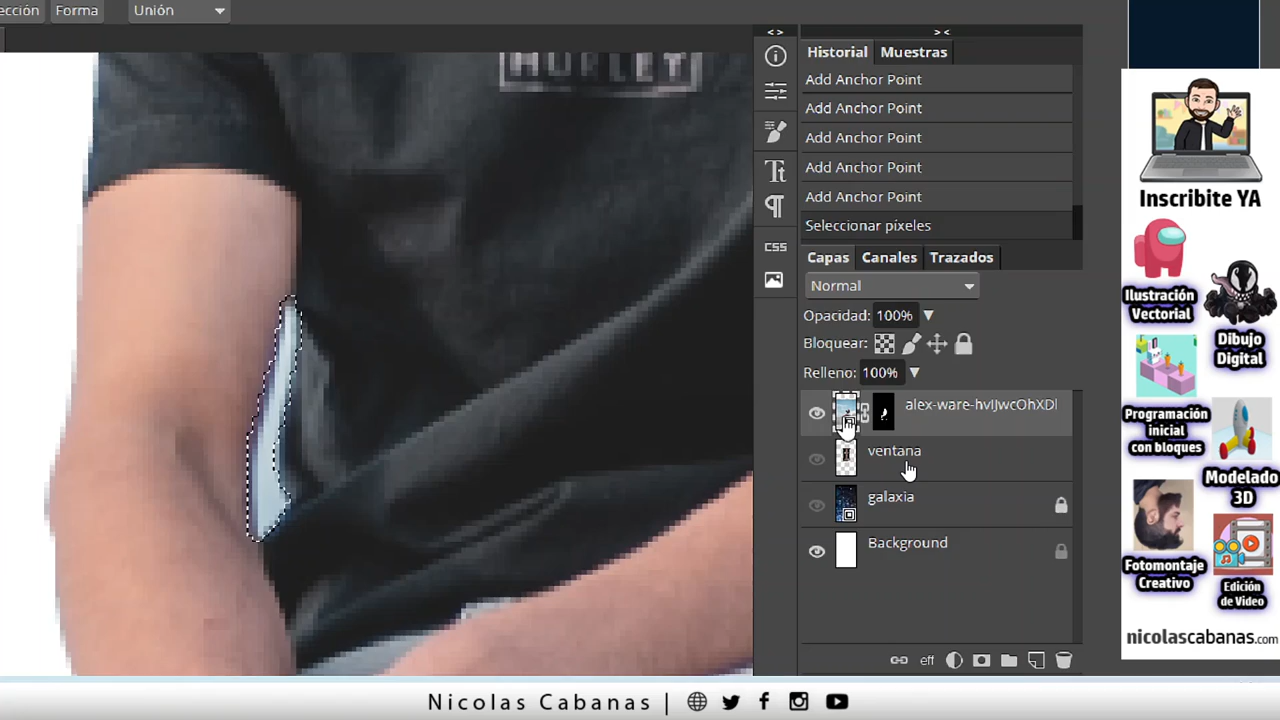 ección Forma Unión
HURLEY
Historial Muestras
Add Anchor Point
Add Anchor Point
Add Anchor Point
Add Anchor Point
Add Anchor Point
Seleccionar píxeles
CSS
Capas Canales Trazados
Normal
Opacidad: 100%
Bloquear:
Relleno: 100%
alex-ware-hvIJwcOhXDI
ventana
galaxia
Background
eff
Inscribite YA
Ilustración
Vectorial
Dibujo
Digital
Programación
inicial
con bloques
Modelado
3D
Fotomontaje
Creativo
Edición
de Video
nicolascabanas.com
Nicolas Cabanas |